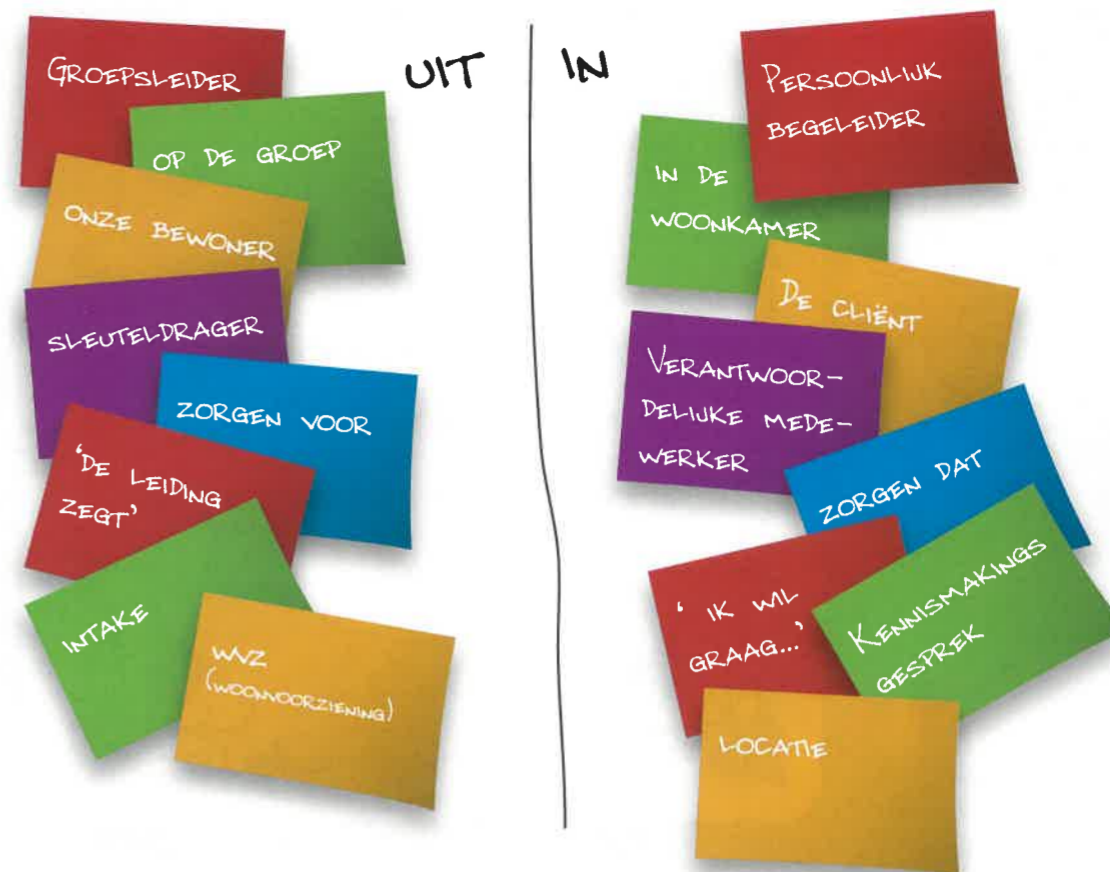 UIT
GROEPSLEIDER
OP DE GROEP
ONZE BEWONER
SLEUTELDRAGER
ZORGEN VOOR
'DE LEIDING
ZEGT'
INTAKE
WVZ
(WOONVOORZIENING)
IN
PERSOONLIJK
BEGELEIDER
IN DE
WOONKAMER
DE CLIËNT
VERANTWOOR-
DELIJKE MEDE-
WERKER
ZORGEN DAT
' IK WIL
GRAAG...'
KENNISMAKINGS
GESPREK
LOCATIE